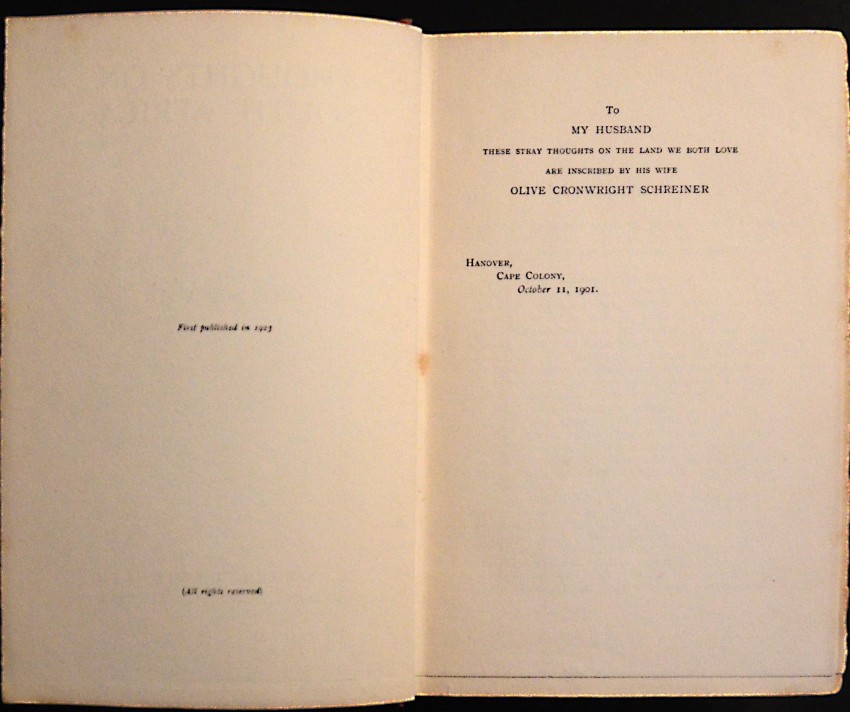 First published in 1923
(All rights reserved)
To
MY HUSBAND
THESE STRAY THOUGHTS ON THE LAND WE BOTH LOVE
ARE INSCRIBED BY HIS WIFE
OLIVE CRONWRIGHT SCHREINER
HANOVER,
CAPE COLONY,
October 11, 1901.